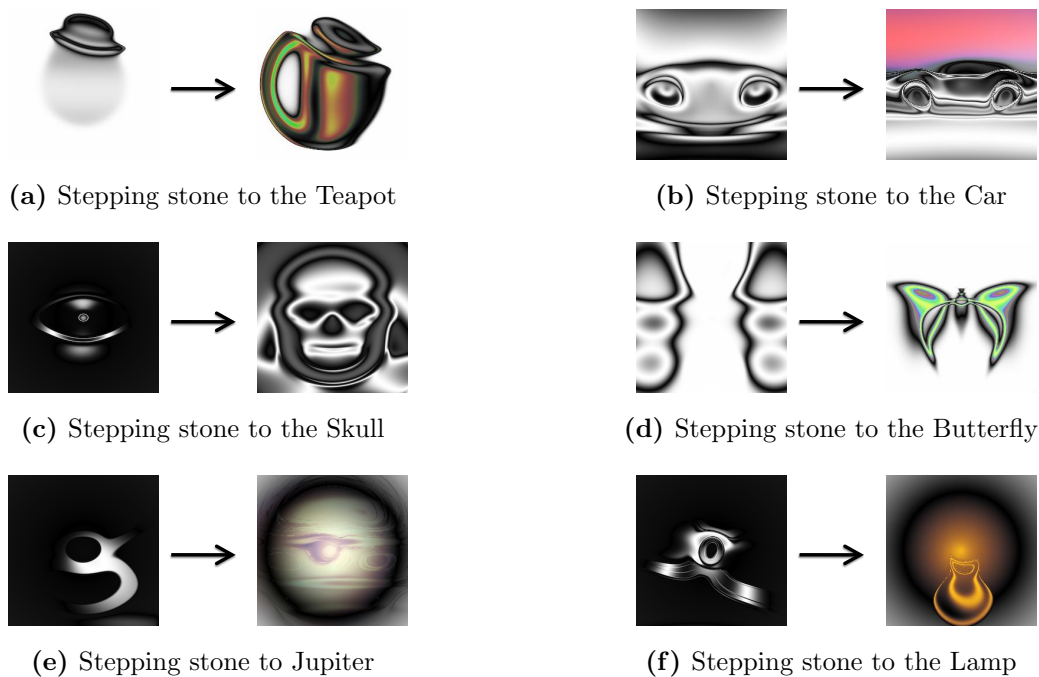 (a) Stepping stone to the Teapot
(b) Stepping stone to the Car
(c) Stepping stone to the Skull
(d) Stepping stone to the Butterfly
(e) Stepping stone to Jupiter
(f) Stepping stone to the Lamp